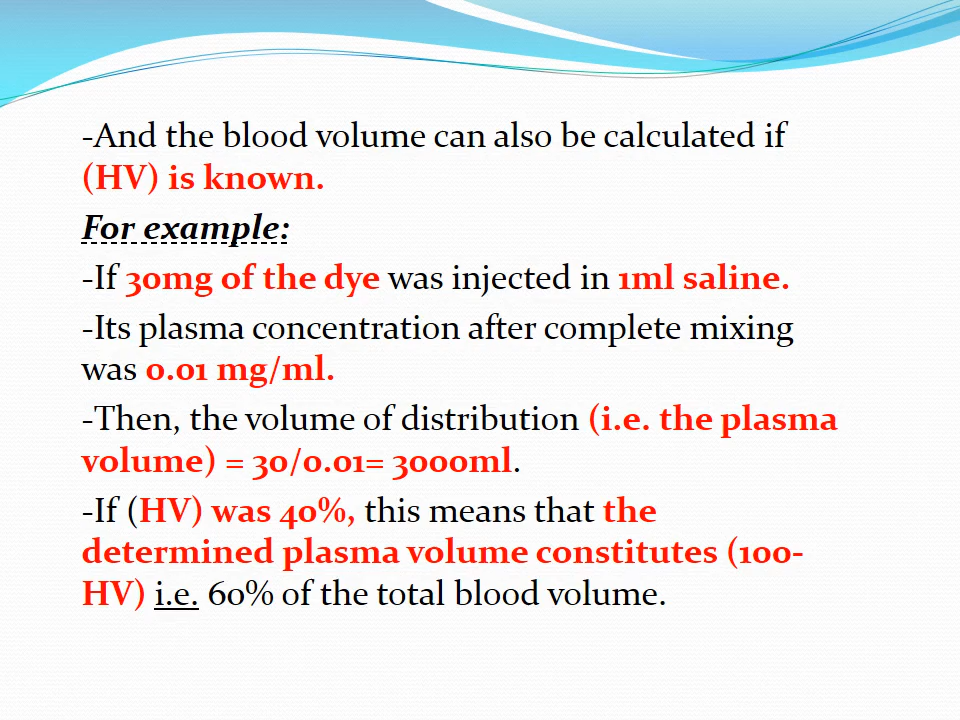 -And the blood volume can also be calculated if
(HV) is known.
For example:
-If 30mg of the dye was injected in 1ml saline.
-Its plasma concentration after complete mixing
was 0.01 mg/ml.
-Then, the volume of distribution (i.e. the plasma
volume) = 30/0.01= 3000ml.
-If (HV) was 40%, this means that the
determined plasma volume constitutes (100-
HV) i.e. 60% of the total blood volume.